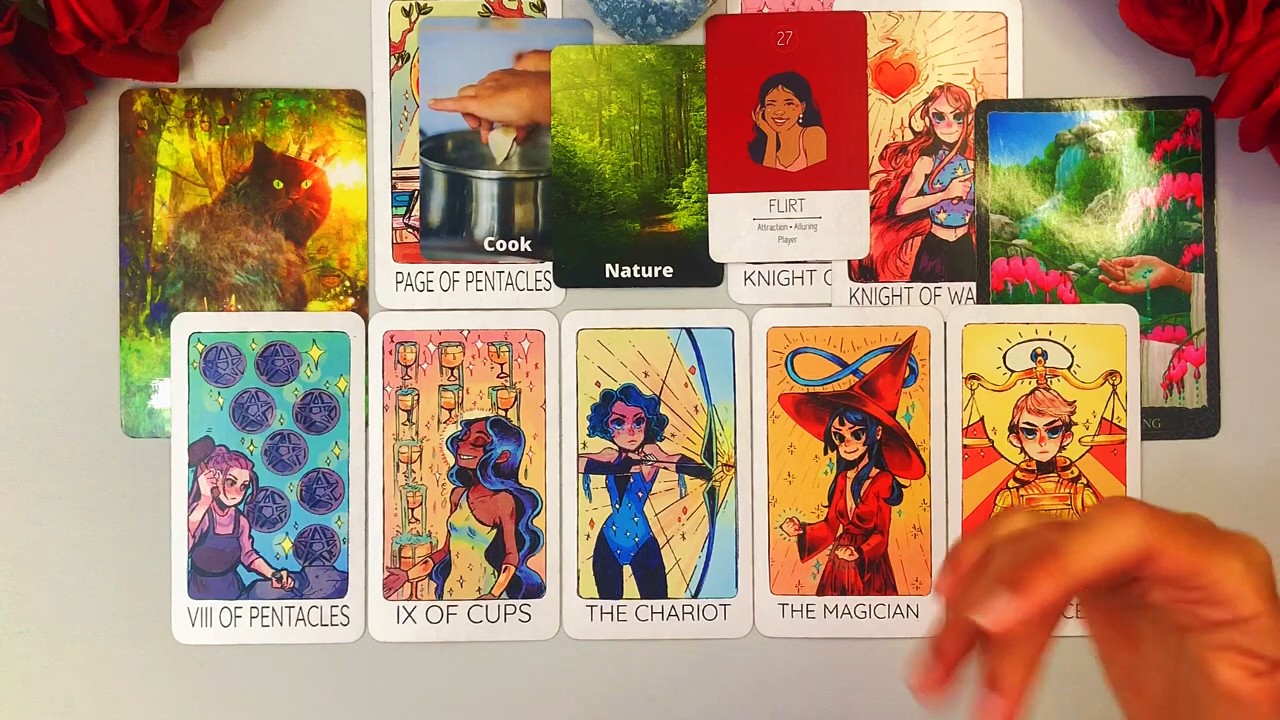 27
Cook
Nature
FLIRT
Attraction • Alluring
Player
PAGE OF PENTACLES
KNIGHT
KNIGHT OF WA
NG
VIII OF PENTACLES
IX OF CUPS
THE CHARIOT
THE MAGICIAN
CE